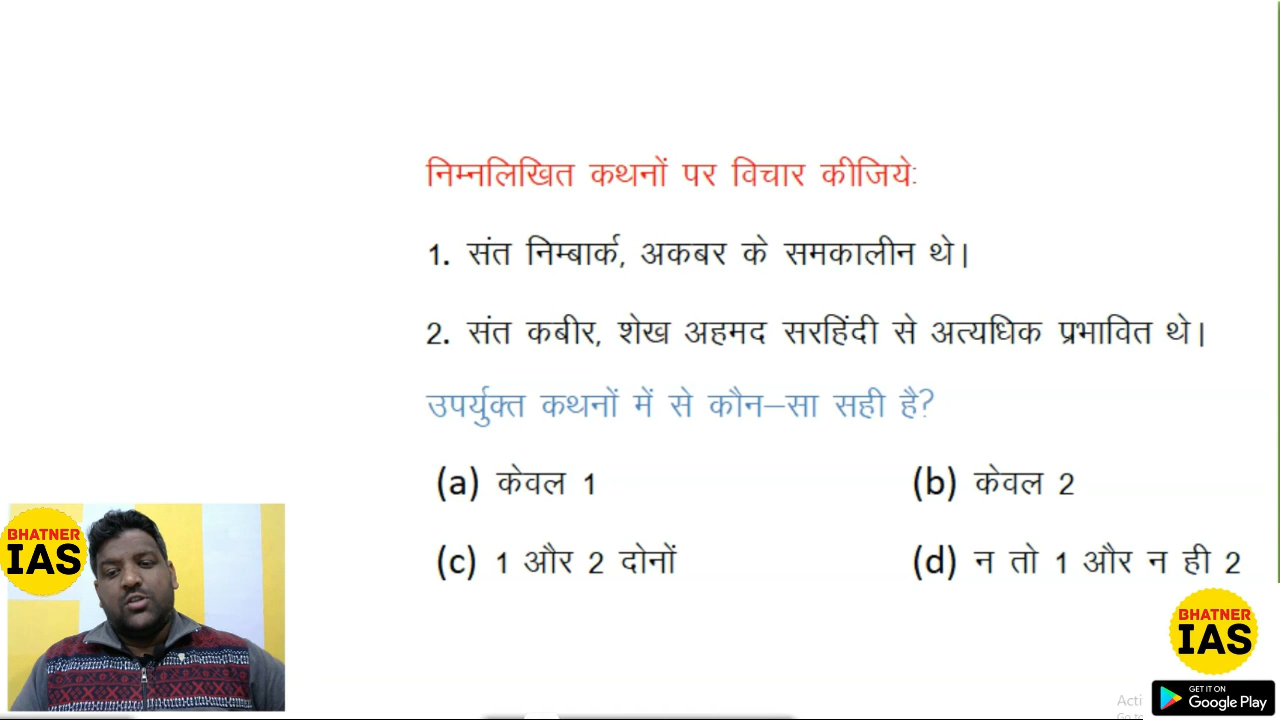 निम्नलिखित कथनों पर विचार कीजिये:
1. संत निम्बार्क, अकबर के समकालीन थे।
2. संत कबीर, शेख अहमद सरहिंदी से अत्यधिक प्रभावित थे।
उपर्युक्त कथनों में से कौन–सा सही है?
(a) केवल 1
(b) केवल 2
(c) 1 और 2 दोनों
(d) न तो 1 और न ही 2
BHATNER
IAS
BHATNER
IAS
GET IT ON
Google Play